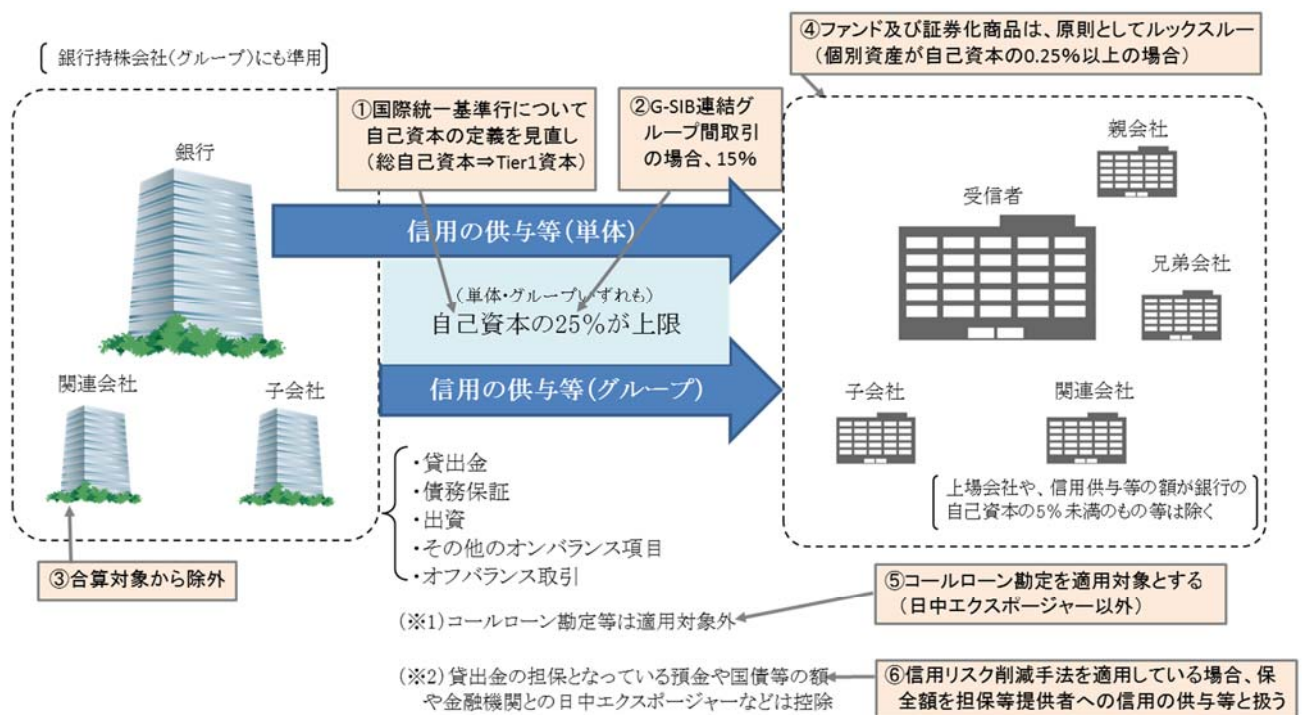 ④ファンド及び証券化商品は、原則としてルックスルー
(個別資産が自己資本の0.25%以上の場合)
銀行持株会社(グループ)にも準用
①国際統一基準行について
自己資本の定義を見直し
(総自己資本⇒Tier1資本)
②G-SIB連結グ
ループ間取引
の場合、15%
銀行
親会社
受信者
兄弟会社
信用の供与等(単体)
(単体・グループいずれも)
自己資本の25%が上限
信用の供与等(グループ)
関連会社
子会社
子会社
関連会社
・貸出金
・債務保証
・出資
・その他のオンバランス項目
・オフバランス取引
上場会社や、信用供与等の額が銀行の
自己資本の5%未満のもの等は除く
③合算対象から除外
⑤コールローン勘定を適用対象とする
(日中エクスポージャー以外)
(※1)コールローン勘定等は適用対象外
(※2)貸出金の担保となっている預金や国債等の額
や金融機関との日中エクスポージャーなどは控除
⑥信用リスク削減手法を適用している場合、保
全額を担保等提供者への信用の供与等と扱う